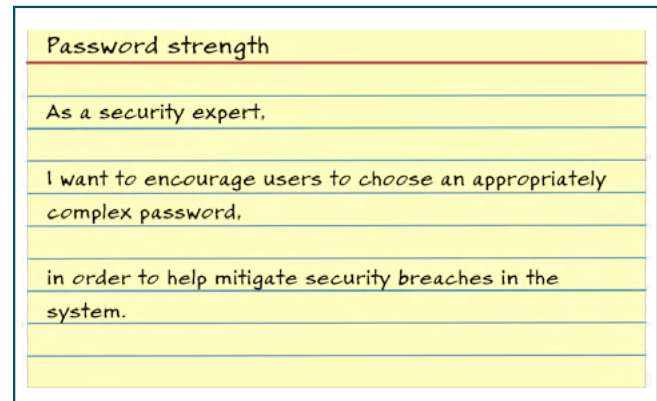 Password strength
As a security expert,
I want to encourage users to choose an appropriately
complex password,
in order to help mitigate security breaches in the
system.